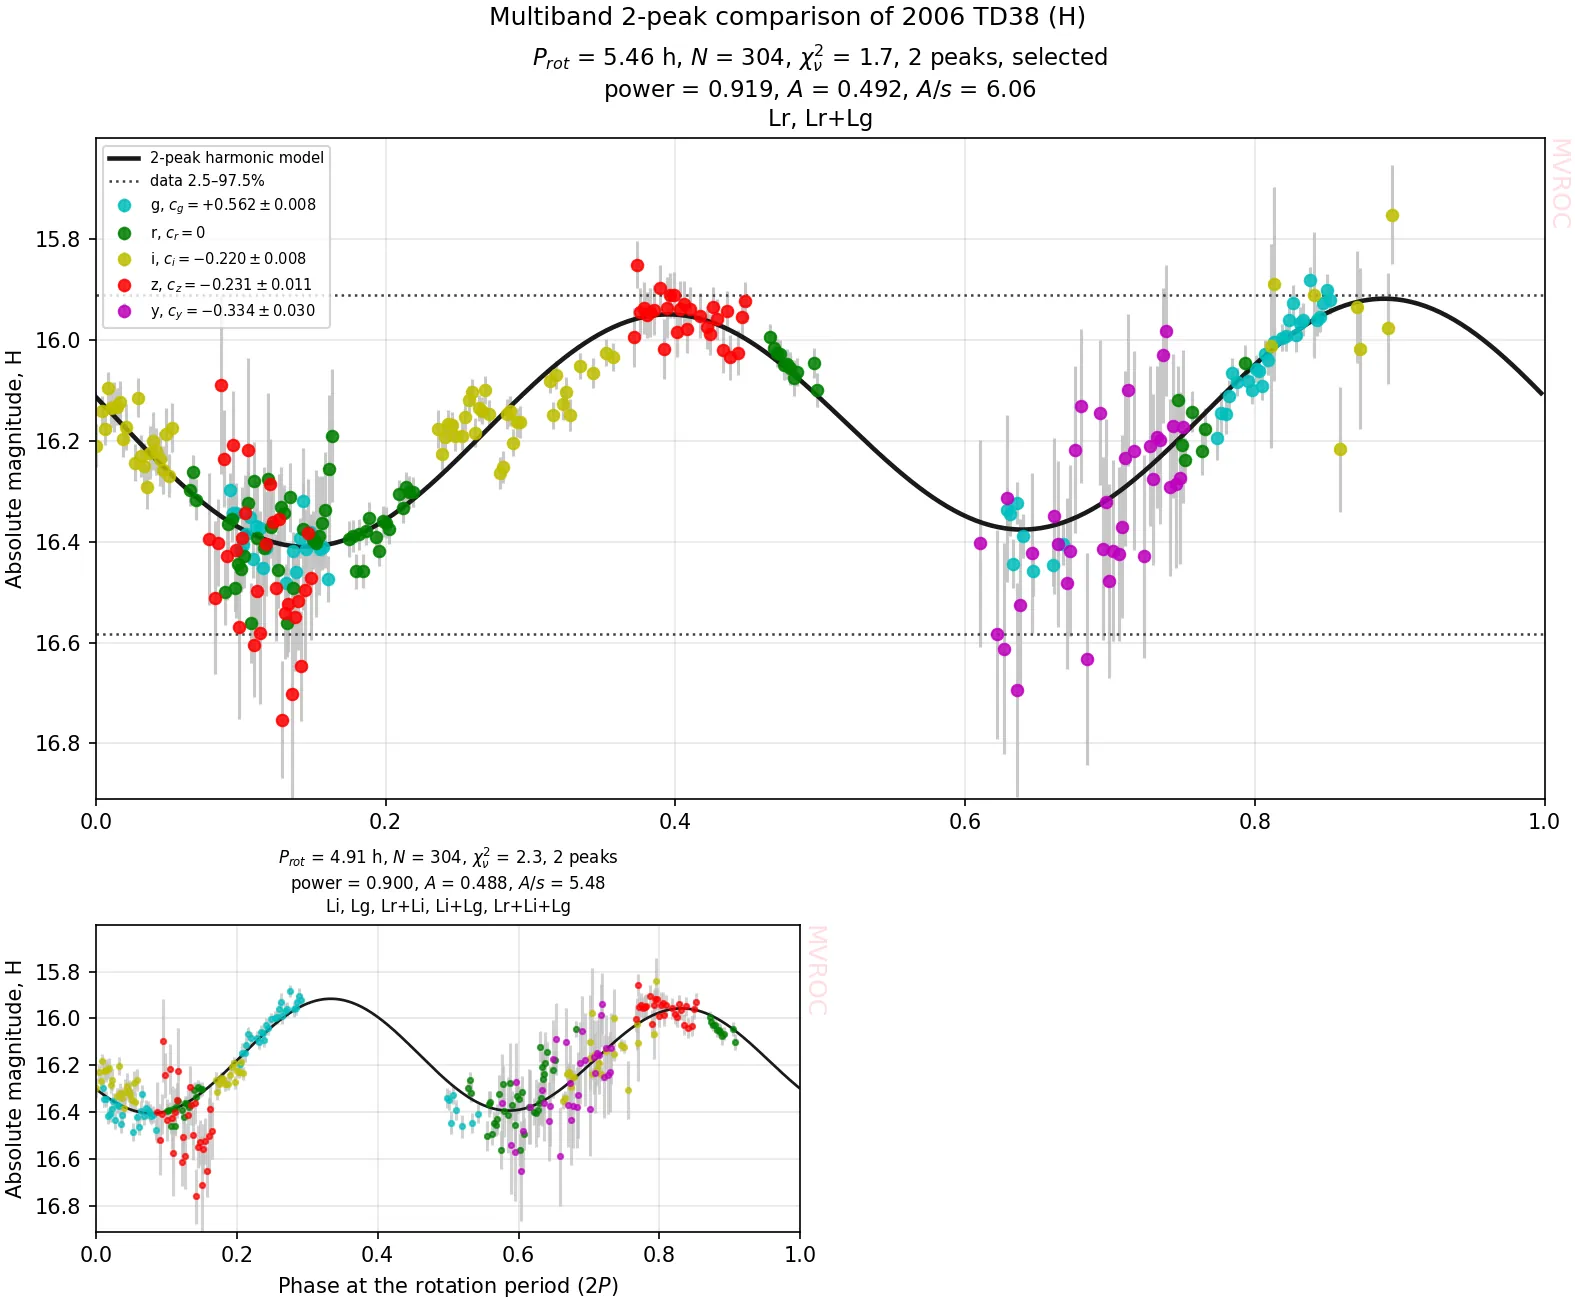 Multiband 2-peak comparison of 2006 TD38 (H)
P_rot = 5.46 h, N = 304, χ²_ν = 1.7, 2 peaks, selected
power = 0.919, A = 0.492, A/s = 6.06
Lr, Lr+Lg
2-peak harmonic model
data 2.5–97.5%
g, c_g = +0.562 ± 0.008
r, c_r = 0
i, c_i = −0.220 ± 0.008
z, c_z = −0.231 ± 0.011
y, c_y = −0.334 ± 0.030
MVROC
Absolute magnitude, H
15.8
16.0
16.2
16.4
16.6
16.8
0.0 0.2 0.4 0.6 0.8 1.0
P_rot = 4.91 h, N = 304, χ²_ν = 2.3, 2 peaks
power = 0.900, A = 0.488, A/s = 5.48
Li, Lg, Lr+Li, Li+Lg, Lr+Li+Lg
MVROC
Absolute magnitude, H
15.8
16.0
16.2
16.4
16.6
16.8
0.0 0.2 0.4 0.6 0.8 1.0
Phase at the rotation period (2P)